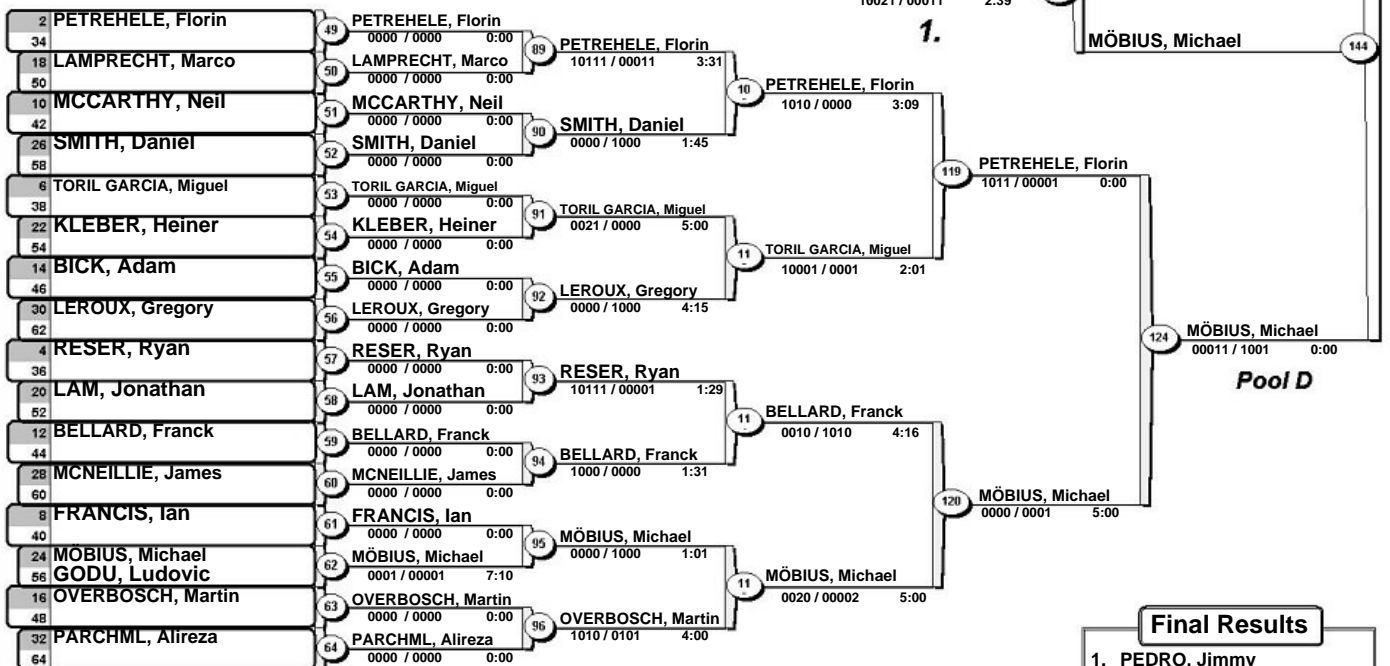 10021 / 00011 2:39
1.
MÖBIUS, Michael
144
2 PETREHELE, Florin
34
18 LAMPRECHT, Marco
50
10 MCCARTHY, Neil
42
26 SMITH, Daniel
58
6 TORIL GARCIA, Miguel
38
22 KLEBER, Heiner
54
14 BICK, Adam
46
30 LEROUX, Gregory
62
4 RESER, Ryan
36
20 LAM, Jonathan
52
12 BELLARD, Franck
44
28 MCNEILLIE, James
60
8 FRANCIS, Ian
40
24 MÖBIUS, Michael
56 GODU, Ludovic
16 OVERBOSCH, Martin
48
32 PARCHML, Alireza
64
49 PETREHELE, Florin
0000 / 0000 0:00
50 LAMPRECHT, Marco
0000 / 0000 0:00
51 MCCARTHY, Neil
0000 / 0000 0:00
52 SMITH, Daniel
0000 / 0000 0:00
53 TORIL GARCIA, Miguel
0000 / 0000 0:00
54 KLEBER, Heiner
0000 / 0000 0:00
55 BICK, Adam
0000 / 0000 0:00
56 LEROUX, Gregory
0000 / 0000 0:00
57 RESER, Ryan
0000 / 0000 0:00
58 LAM, Jonathan
0000 / 0000 0:00
59 BELLARD, Franck
0000 / 0000 0:00
60 MCNEILLIE, James
0000 / 0000 0:00
61 FRANCIS, Ian
0000 / 0000 0:00
62 MÖBIUS, Michael
0001 / 00001 7:10
63 OVERBOSCH, Martin
0000 / 0000 0:00
64 PARCHML, Alireza
0000 / 0000 0:00
89 PETREHELE, Florin
10111 / 00011 3:31
90 SMITH, Daniel
0000 / 1000 1:45
91 TORIL GARCIA, Miguel
0021 / 0000 5:00
92 LEROUX, Gregory
0000 / 1000 4:15
93 RESER, Ryan
10111 / 00001 1:29
94 BELLARD, Franck
1000 / 0000 1:31
95 MÖBIUS, Michael
0000 / 1000 1:01
96 OVERBOSCH, Martin
1010 / 0101 4:00
10 PETREHELE, Florin
1010 / 0000 3:09
11 TORIL GARCIA, Miguel
10001 / 0001 2:01
11 BELLARD, Franck
0010 / 1010 4:16
11 MÖBIUS, Michael
0020 / 00002 5:00
119 PETREHELE, Florin
1011 / 00001 0:00
120 MÖBIUS, Michael
0000 / 0001 5:00
124 MÖBIUS, Michael
00011 / 1001 0:00
Pool D
Final Results
1. PEDRO, Jimmy